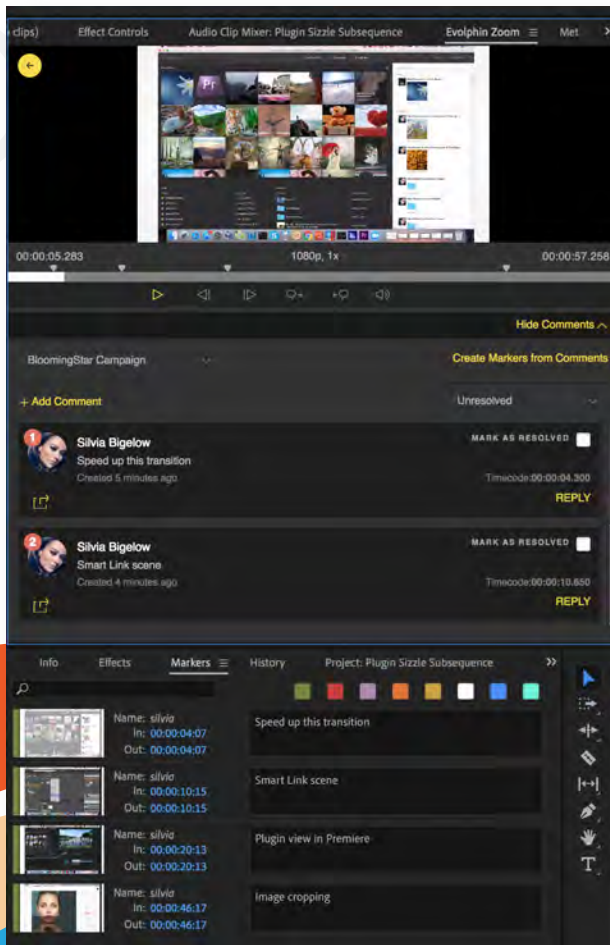 clips)
Effect Controls
Audio Clip Mixer: Plugin Sizzle Subsequence
Evolphin Zoom
Met
Pr
00:00:05.283
1080p, 1x
00:00:57.258
Hide Comments
BloomingStar Campaign
Create Markers from Comments
+ Add Comment
Unresolved
1
Silvia Bigelow
MARK AS RESOLVED
Speed up this transition
Created 5 minutes ago
Timecode:00:00:04.300
REPLY
2
Silvia Bigelow
MARK AS RESOLVED
Smart Link scene
Created 4 minutes ago
Timecode:00:00:10.650
REPLY
Info
Effects
Markers
History
Project: Plugin Sizzle Subsequence
Name: silvia
In: 00:00:04:07
Out: 00:00:04:07
Speed up this transition
Name: silvia
In: 00:00:10:15
Out: 00:00:10:15
Smart Link scene
Name: silvia
In: 00:00:20:13
Out: 00:00:20:13
Plugin view in Premiere
Name: silvia
In: 00:00:46:17
Out: 00:00:46:17
Image cropping